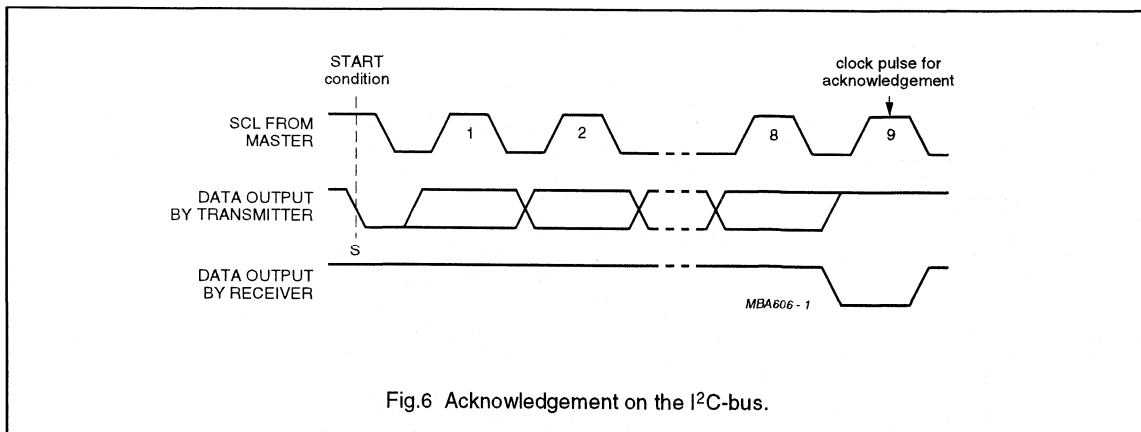 START
condition
clock pulse for
acknowledgement
SCL FROM
MASTER
1
2
8
9
DATA OUTPUT
BY TRANSMITTER
S
DATA OUTPUT
BY RECEIVER
MBA606 - 1
Fig.6 Acknowledgement on the I²C-bus.